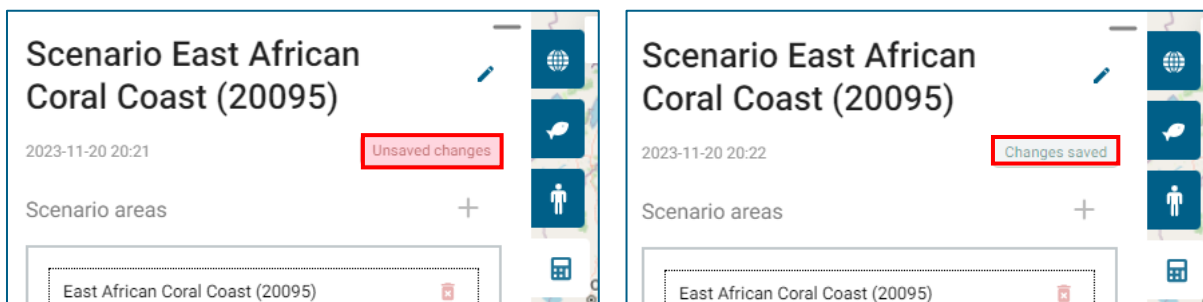 Scenario East African
Coral Coast (20095)
2023-11-20 20:21
Unsaved changes
Scenario areas
East African Coral Coast (20095)
Scenario East African
Coral Coast (20095)
2023-11-20 20:22
Changes saved
Scenario areas
East African Coral Coast (20095)